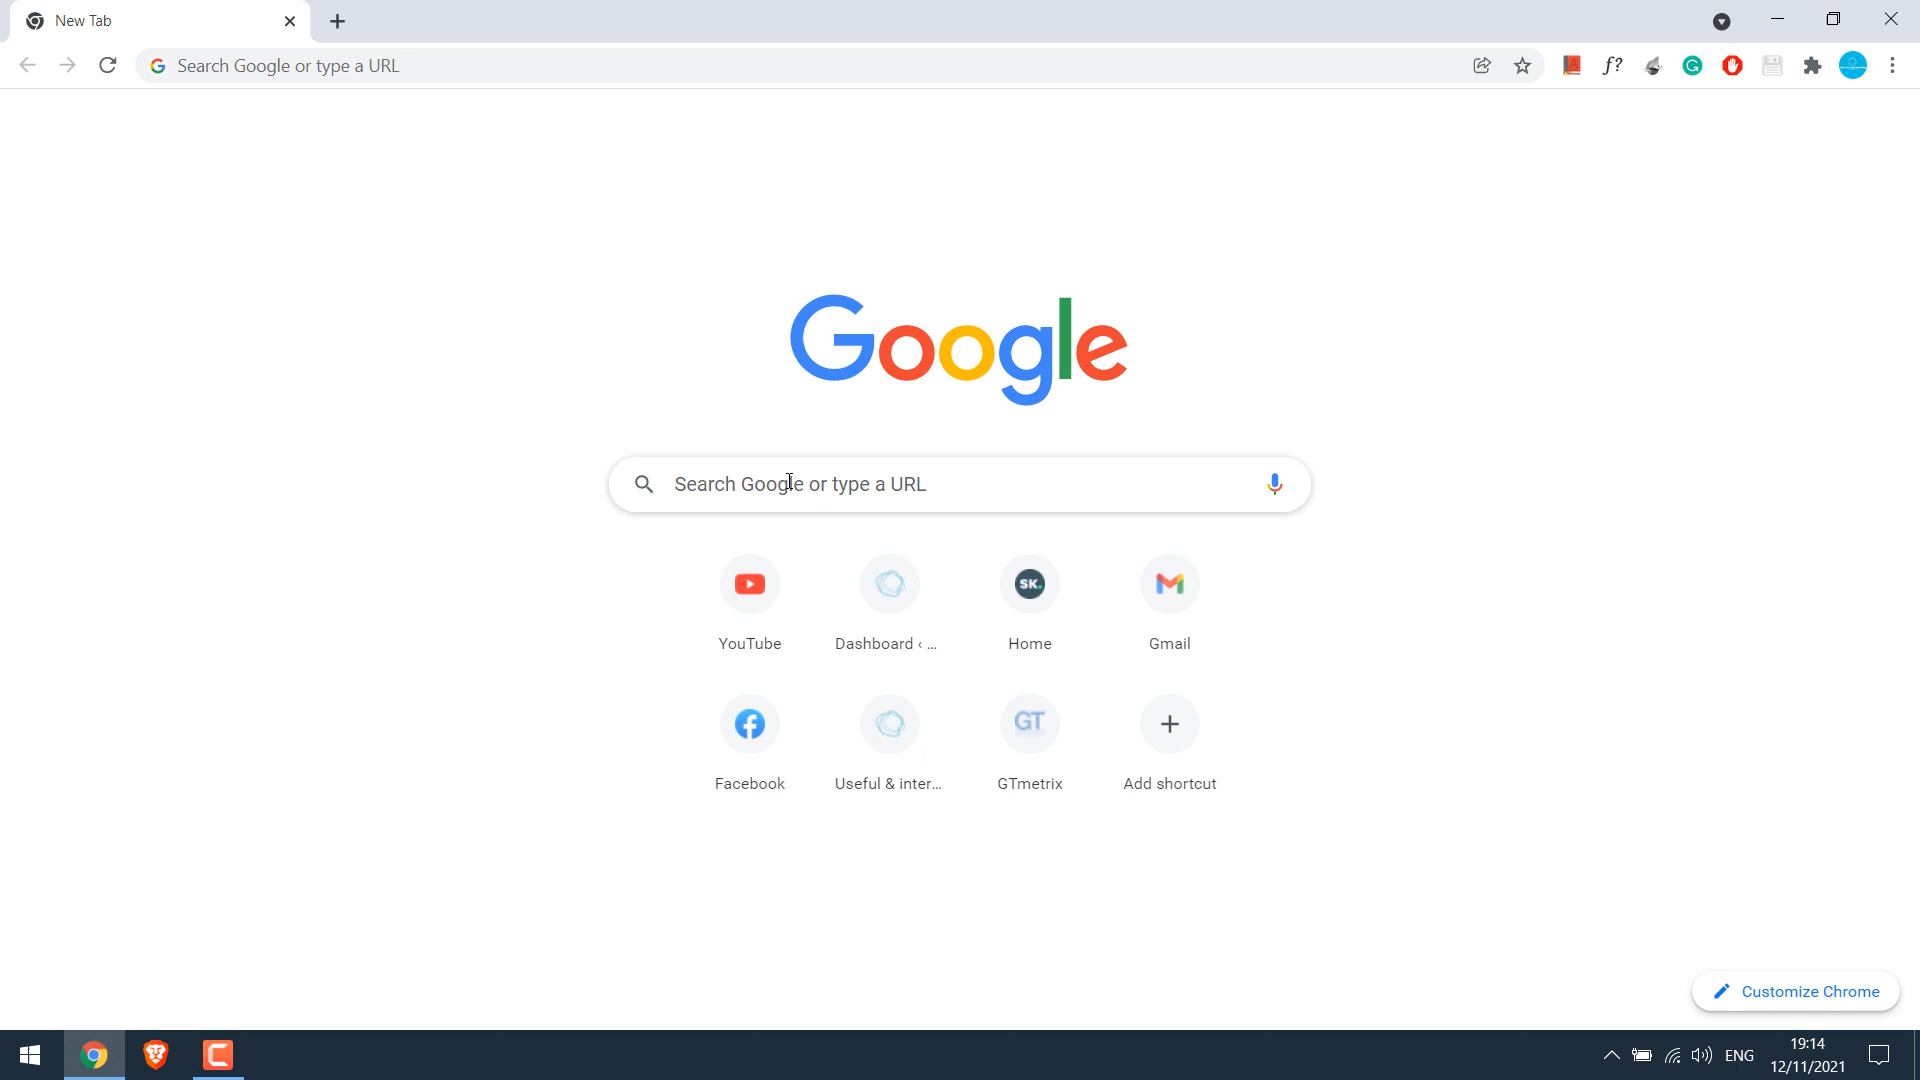 New Tab
Search Google or type a URL
f?
Google
Search Google or type a URL
SK.
YouTube
Dashboard ‹ ...
Home
Gmail
GT
Facebook
Useful & inter...
GTmetrix
Add shortcut
Customize Chrome
ENG
19:14
12/11/2021